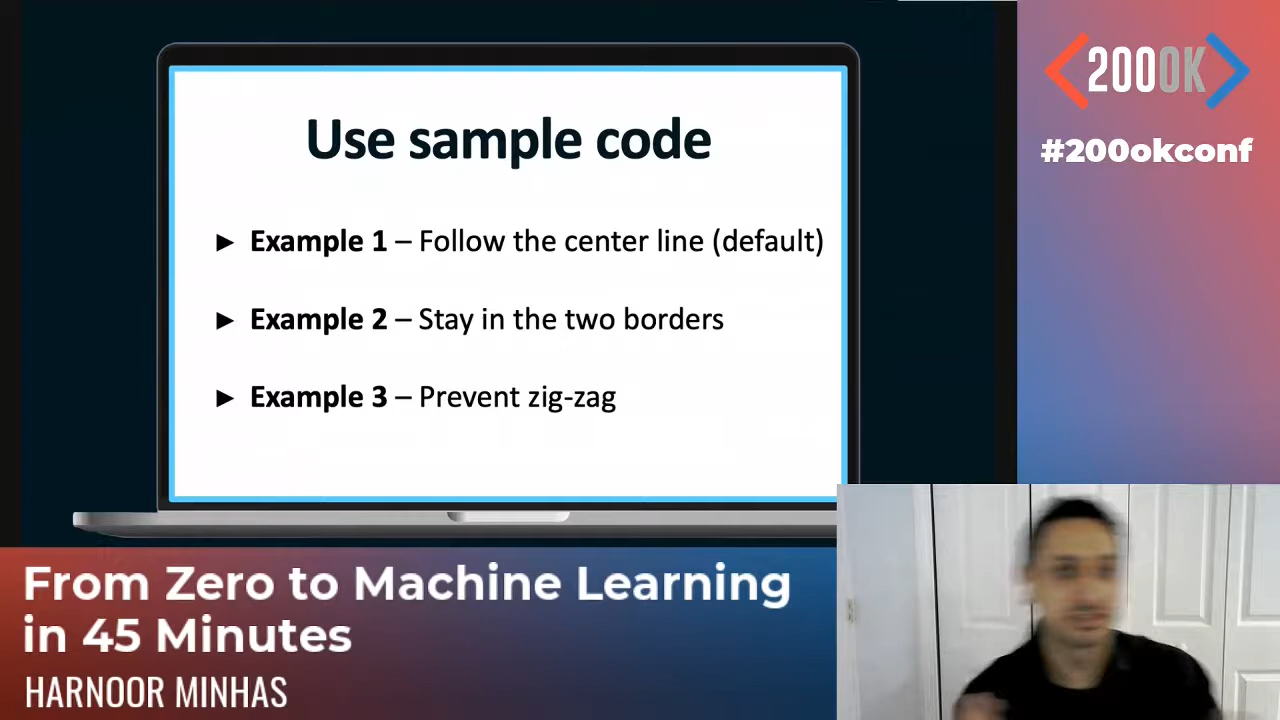 Use sample code
► Example 1 – Follow the center line (default)
► Example 2 – Stay in the two borders
► Example 3 – Prevent zig-zag
<200OK>
#200okconf
From Zero to Machine Learning
in 45 Minutes
HARNOOR MINHAS